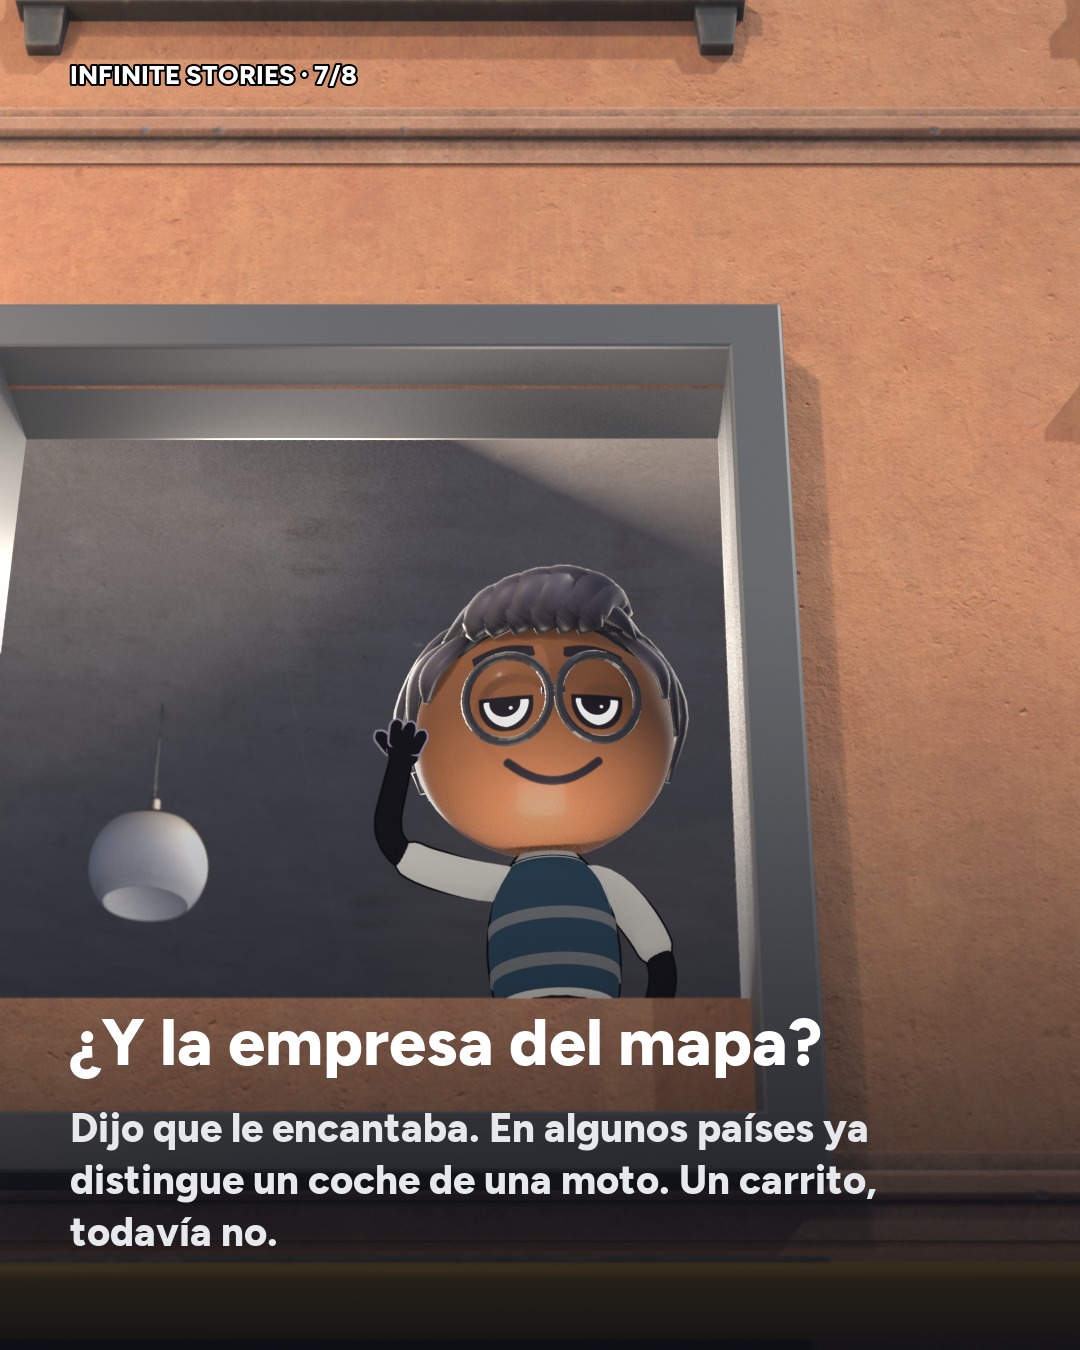 INFINITE STORIES · 7/8
¿Y la empresa del mapa?
Dijo que le encantaba. En algunos países ya
distingue un coche de una moto. Un carrito,
todavía no.